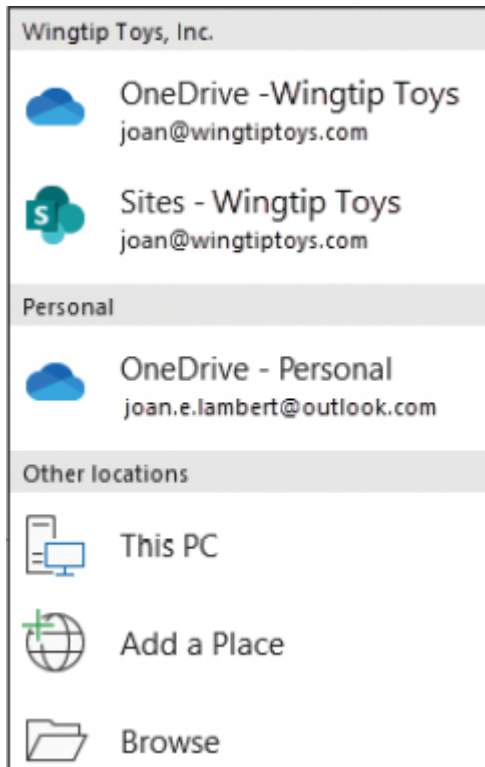 Wingtip Toys, Inc.
OneDrive -Wingtip Toys
joan@wingtiptoys.com
S
Sites - Wingtip Toys
joan@wingtiptoys.com
Personal
OneDrive - Personal
joan.e.lambert@outlook.com
Other locations
This PC
Add a Place
Browse